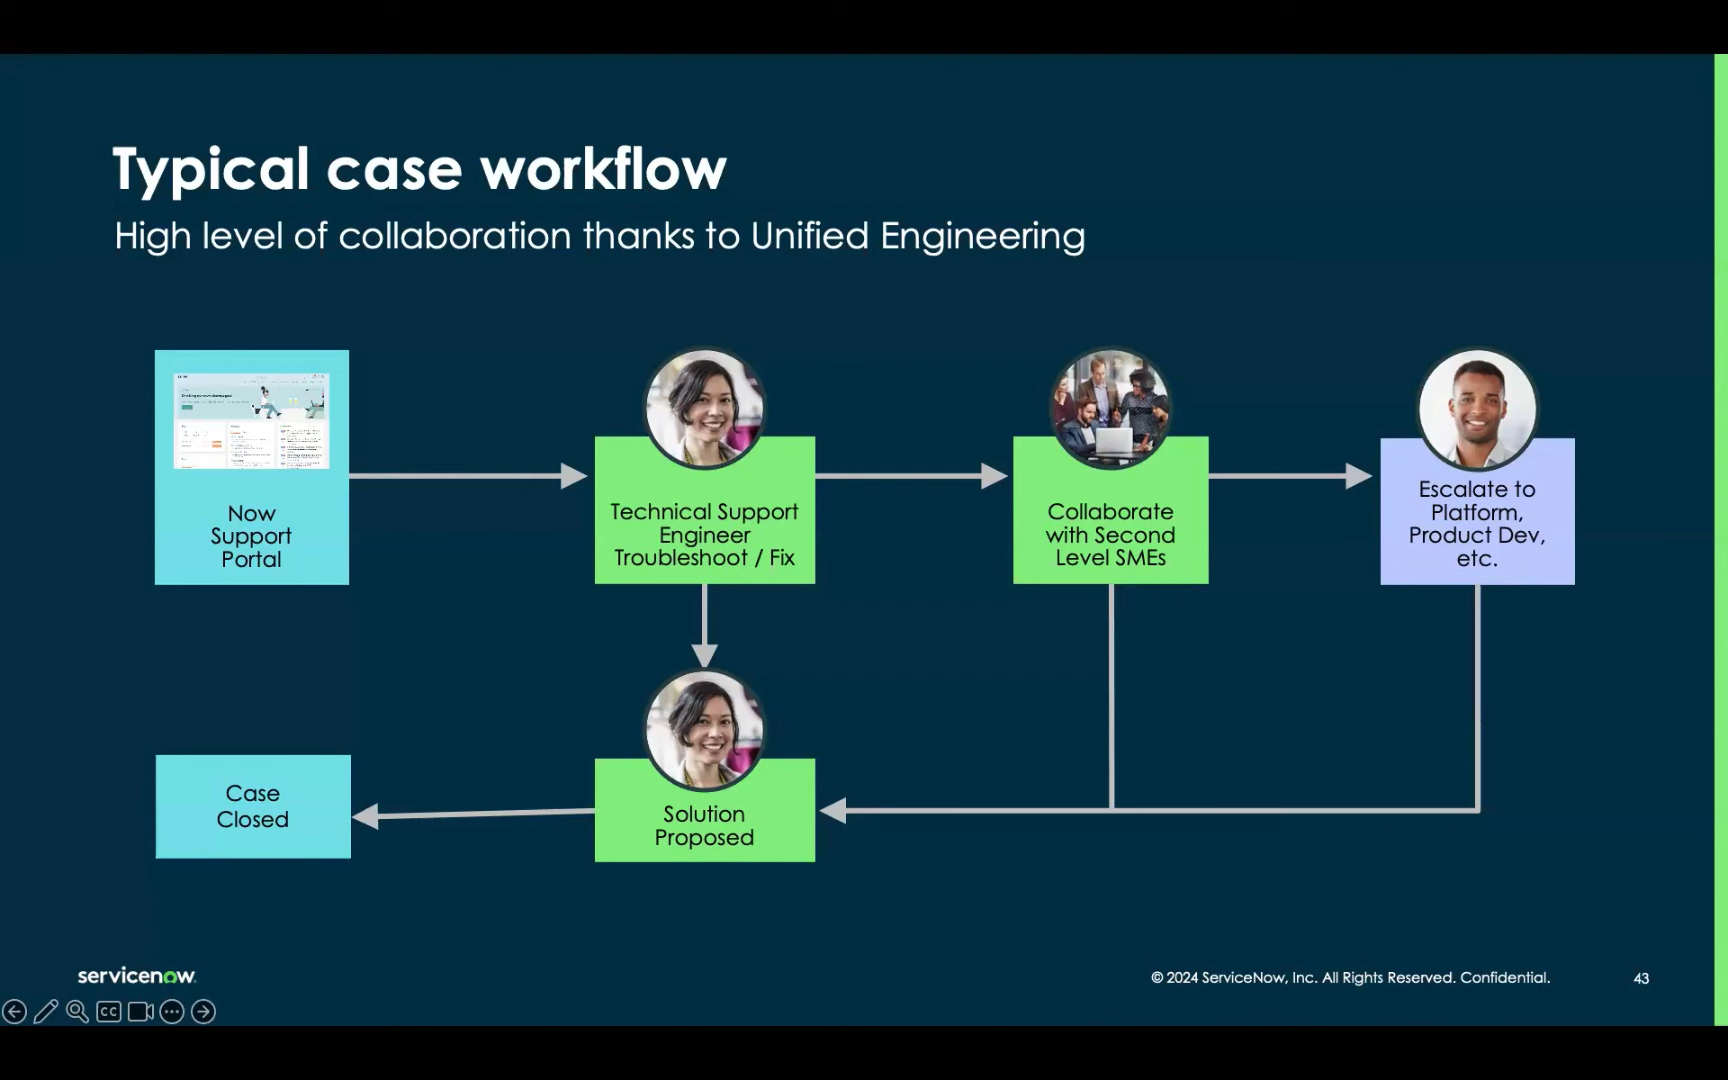 Typical case workflow
High level of collaboration thanks to Unified Engineering
Now
Support
Portal
Technical Support
Engineer
Troubleshoot / Fix
Collaborate
with Second
Level SMEs
Escalate to
Platform,
Product Dev,
etc.
Case
Closed
Solution
Proposed
servicenow
© 2024 ServiceNow, Inc. All Rights Reserved. Confidential.
43
CC